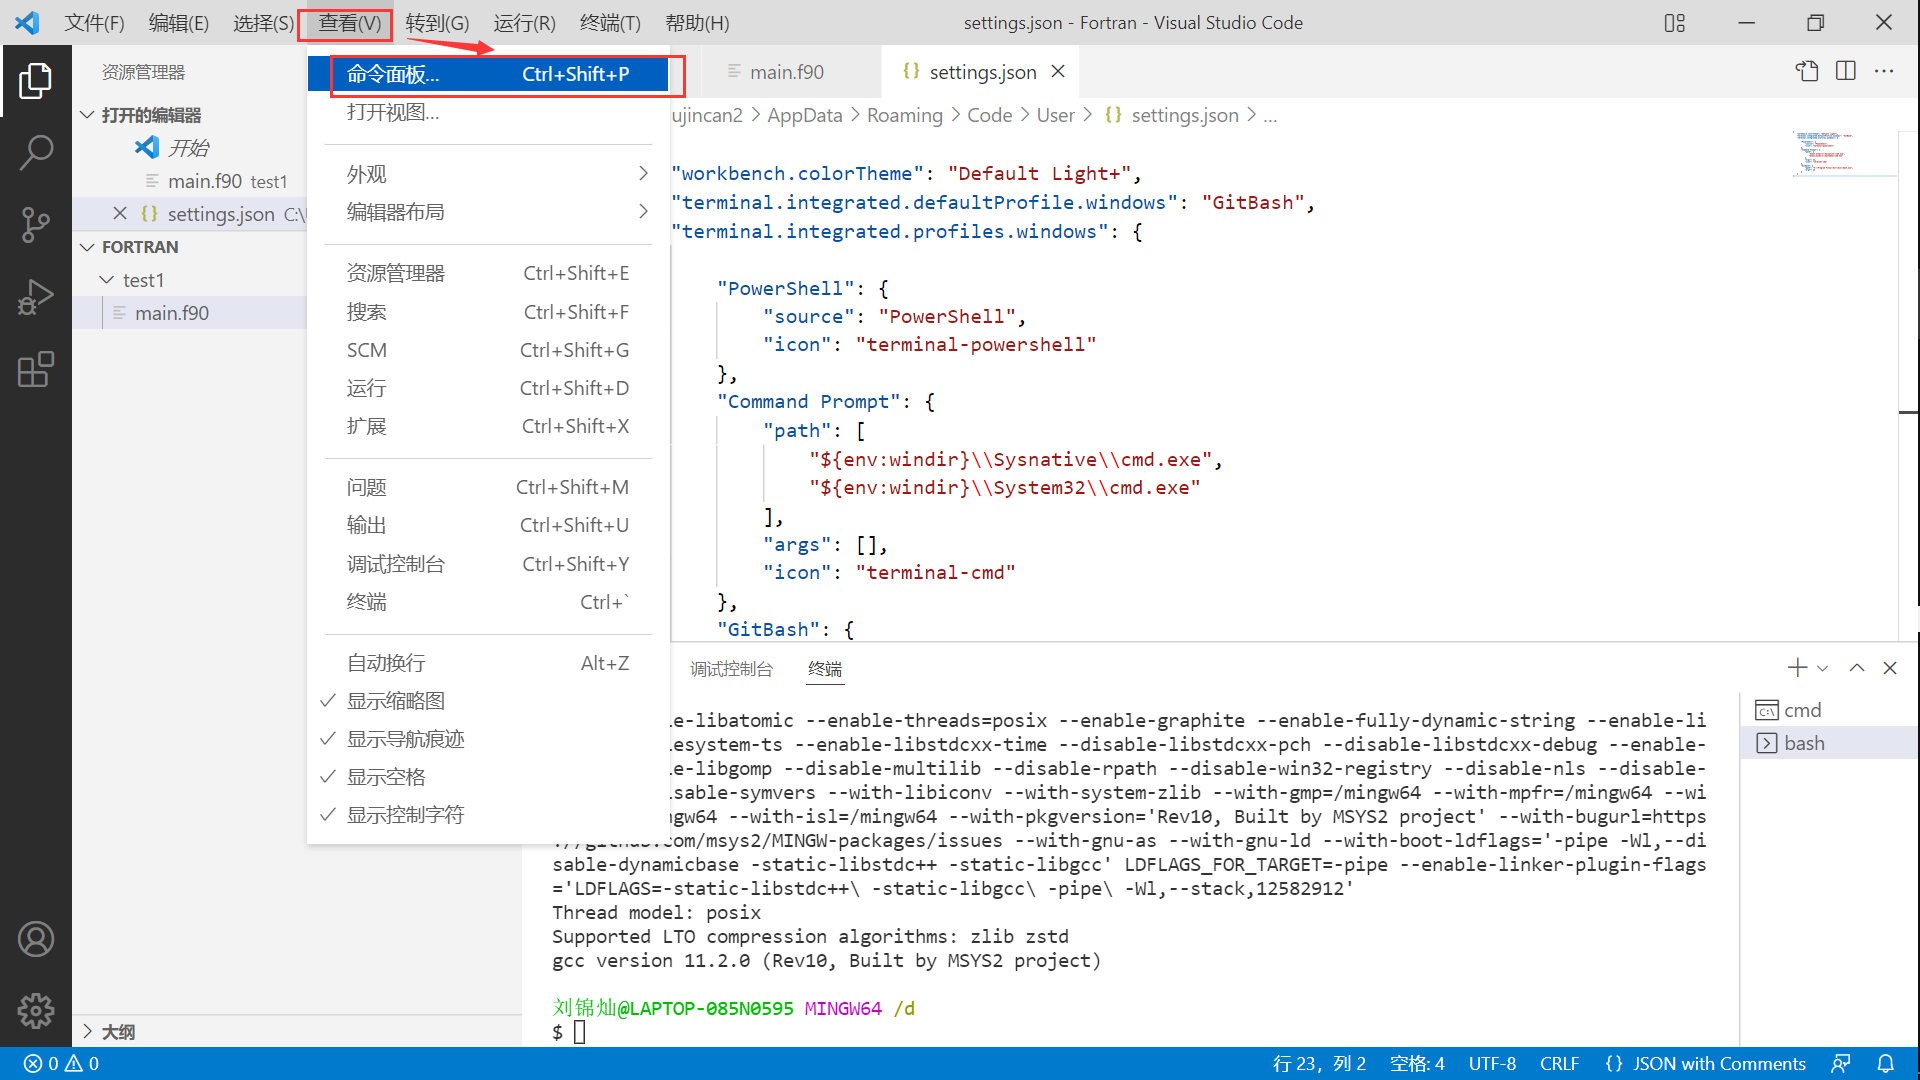 文件(F) 编辑(E) 选择(S) 查看(V) 转到(G) 运行(R) 终端(T) 帮助(H) settings.json - Fortran - Visual Studio Code
资源管理器
打开的编辑器
开始
main.f90 test1
settings.json C:\
FORTRAN
test1
main.f90
大纲
命令面板... Ctrl+Shift+P
打开视图...
外观
编辑器布局
资源管理器 Ctrl+Shift+E
搜索 Ctrl+Shift+F
SCM Ctrl+Shift+G
运行 Ctrl+Shift+D
扩展 Ctrl+Shift+X
问题 Ctrl+Shift+M
输出 Ctrl+Shift+U
调试控制台 Ctrl+Shift+Y
终端 Ctrl+`
自动换行 Alt+Z
显示缩略图
显示导航痕迹
显示空格
显示控制字符
main.f90 {} settings.json
ujincan2 > AppData > Roaming > Code > User > {} settings.json > ...
"workbench.colorTheme": "Default Light+",
"terminal.integrated.defaultProfile.windows": "GitBash",
"terminal.integrated.profiles.windows": {
"PowerShell": {
"source": "PowerShell",
"icon": "terminal-powershell"
},
"Command Prompt": {
"path": [
"${env:windir}\\Sysnative\\cmd.exe",
"${env:windir}\\System32\\cmd.exe"
],
"args": [],
"icon": "terminal-cmd"
},
"GitBash": {
调试控制台 终端
e-libatomic --enable-threads=posix --enable-graphite --enable-fully-dynamic-string --enable-li
esystem-ts --enable-libstdcxx-time --disable-libstdcxx-pch --disable-libstdcxx-debug --enable-
e-libgomp --disable-multilib --disable-rpath --disable-win32-registry --disable-nls --disable-
sable-symvers --with-libiconv --with-system-zlib --with-gmp=/mingw64 --with-mpfr=/mingw64 --wi
ngw64 --with-isl=/mingw64 --with-pkgversion='Rev10, Built by MSYS2 project' --with-bugurl=https
://github.com/msys2/MINGW-packages/issues --with-gnu-as --with-gnu-ld --with-boot-ldflags='-pipe -Wl,--di
sable-dynamicbase -static-libstdc++ -static-libgcc' LDFLAGS_FOR_TARGET=-pipe --enable-linker-plugin-flags
='LDFLAGS=-static-libstdc++\ -static-libgcc\ -pipe\ -Wl,--stack,12582912'
Thread model: posix
Supported LTO compression algorithms: zlib zstd
gcc version 11.2.0 (Rev10, Built by MSYS2 project)
刘锦灿@LAPTOP-085N0595 MINGW64 /d
$
cmd
bash
0 0 行 23，列 2 空格: 4 UTF-8 CRLF {} JSON with Comments